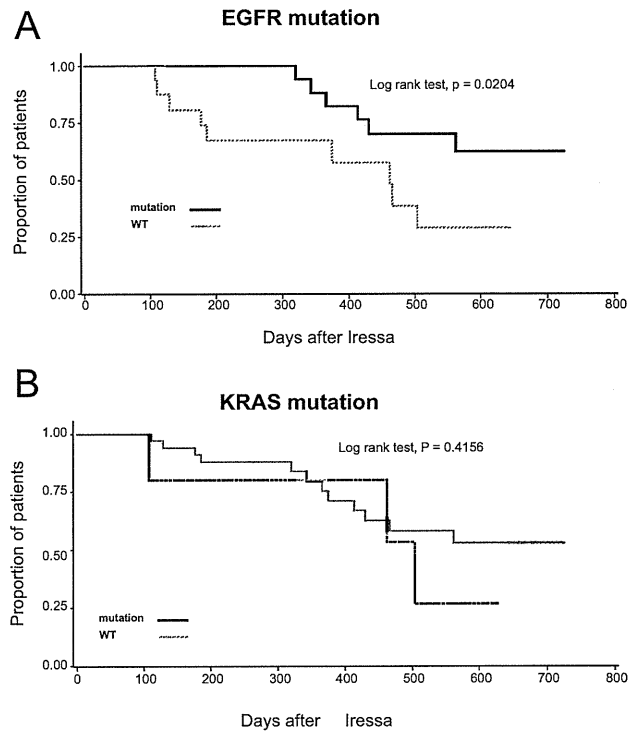 A
EGFR mutation
1.00
0.75
0.50
0.25
0.00
Proportion of patients
Log rank test, p = 0.0204
mutation
WT
0 100 200 300 400 500 600 700 800
Days after Iressa
B
KRAS mutation
1.00
0.75
0.50
0.25
0.00
Proportion of patients
Log rank test, P = 0.4156
mutation
WT
0 100 200 300 400 500 600 700 800
Days after Iressa